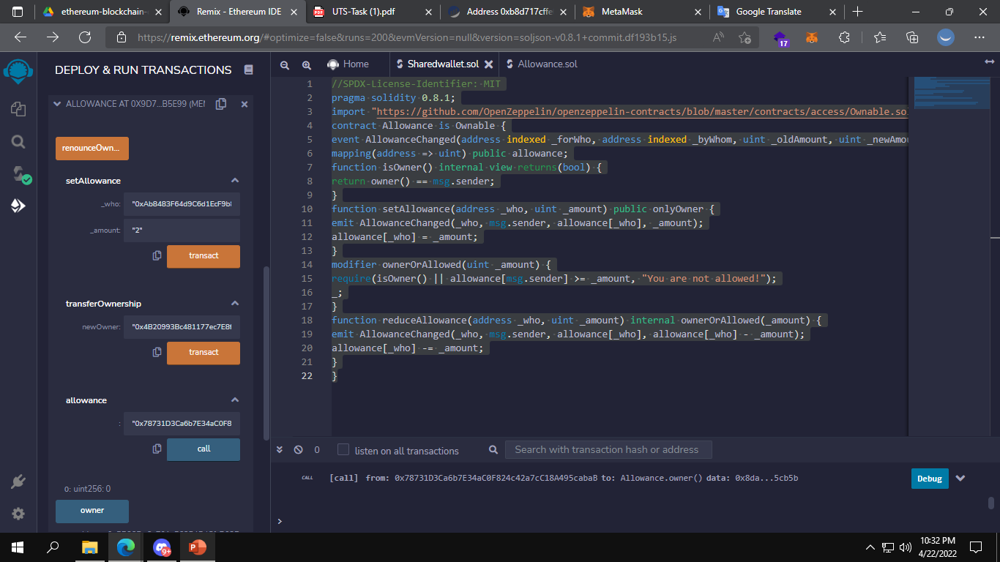 ethereum-blockchain-
Remix - Ethereum IDE
UTS-Task (1).pdf
Address 0xb8d717cffe
MetaMask
Google Translate
https://remix.ethereum.org/#optimize=false&runs=200&evmVersion=null&version=soljson-v0.8.1+commit.df193b15.js
17
DEPLOY & RUN TRANSACTIONS
ALLOWANCE AT 0X9D7...B5E99 (MEM
renounceOwn...
setAllowance
_who:
"0xAb8483F64d9C6d1EcF9b8
_amount:
"2"
transact
transferOwnership
newOwner:
"0x4B20993Bc481177ec7E8f
transact
allowance
:
"0x78731D3Ca6b7E34aC0F8
call
0: uint256: 0
owner
Home
Sharedwallet.sol
Allowance.sol
1 //SPDX-License-Identifier: MIT
2 pragma solidity 0.8.1;
3 import "https://github.com/OpenZeppelin/openzeppelin-contracts/blob/master/contracts/access/Ownable.so
4 contract Allowance is Ownable {
5 event AllowanceChanged(address indexed _forWho, address indexed _byWhom, uint _oldAmount, uint _newAmou
6 mapping(address => uint) public allowance;
7 function isOwner() internal view returns(bool) {
8 return owner() == msg.sender;
9 }
10 function setAllowance(address _who, uint _amount) public onlyOwner {
11 emit AllowanceChanged(_who, msg.sender, allowance[_who], _amount);
12 allowance[_who] = _amount;
13 }
14 modifier ownerOrAllowed(uint _amount) {
15 require(isOwner() || allowance[msg.sender] >= _amount, "You are not allowed!");
16 _;
17 }
18 function reduceAllowance(address _who, uint _amount) internal ownerOrAllowed(_amount) {
19 emit AllowanceChanged(_who, msg.sender, allowance[_who], allowance[_who] - _amount);
20 allowance[_who] -= _amount;
21 }
22 }
0
listen on all transactions
Search with transaction hash or address
CALL
[call] from: 0x78731D3Ca6b7E34aC0F824c42a7cC18A495cabaB to: Allowance.owner() data: 0x8da...5cb5b
Debug
>
9+
10:32 PM
4/22/2022